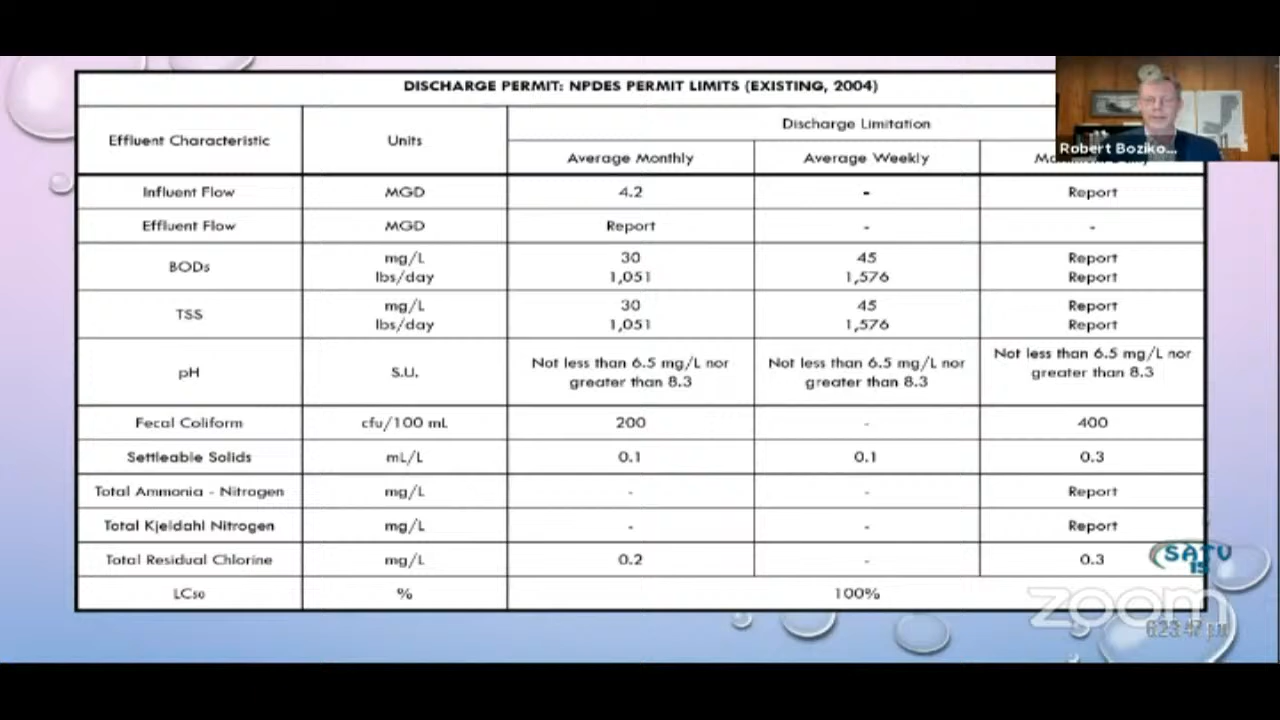 DISCHARGE PERMIT: NPDES PERMIT LIMITS (EXISTING, 2004)
Effluent Characteristic
Units
Discharge Limitation
Average Monthly
Average Weekly
Robert Boziko...
Influent Flow
MGD
4.2
-
Report
Effluent Flow
MGD
Report
-
-
BOD5
mg/L
lbs/day
30
1,051
45
1,576
Report
Report
TSS
mg/L
lbs/day
30
1,051
45
1,576
Report
Report
pH
S.U.
Not less than 6.5 mg/L nor
greater than 8.3
Not less than 6.5 mg/L nor
greater than 8.3
Not less than 6.5 mg/L nor
greater than 8.3
Fecal Coliform
cfu/100 mL
200
-
400
Settleable Solids
mL/L
0.1
0.1
0.3
Total Ammonia - Nitrogen
mg/L
-
-
Report
Total Kjeldahl Nitrogen
mg/L
-
-
Report
Total Residual Chlorine
mg/L
0.2
-
0.3
LC50
%
100%
SATV
15
zoom
6:23:47 p.m